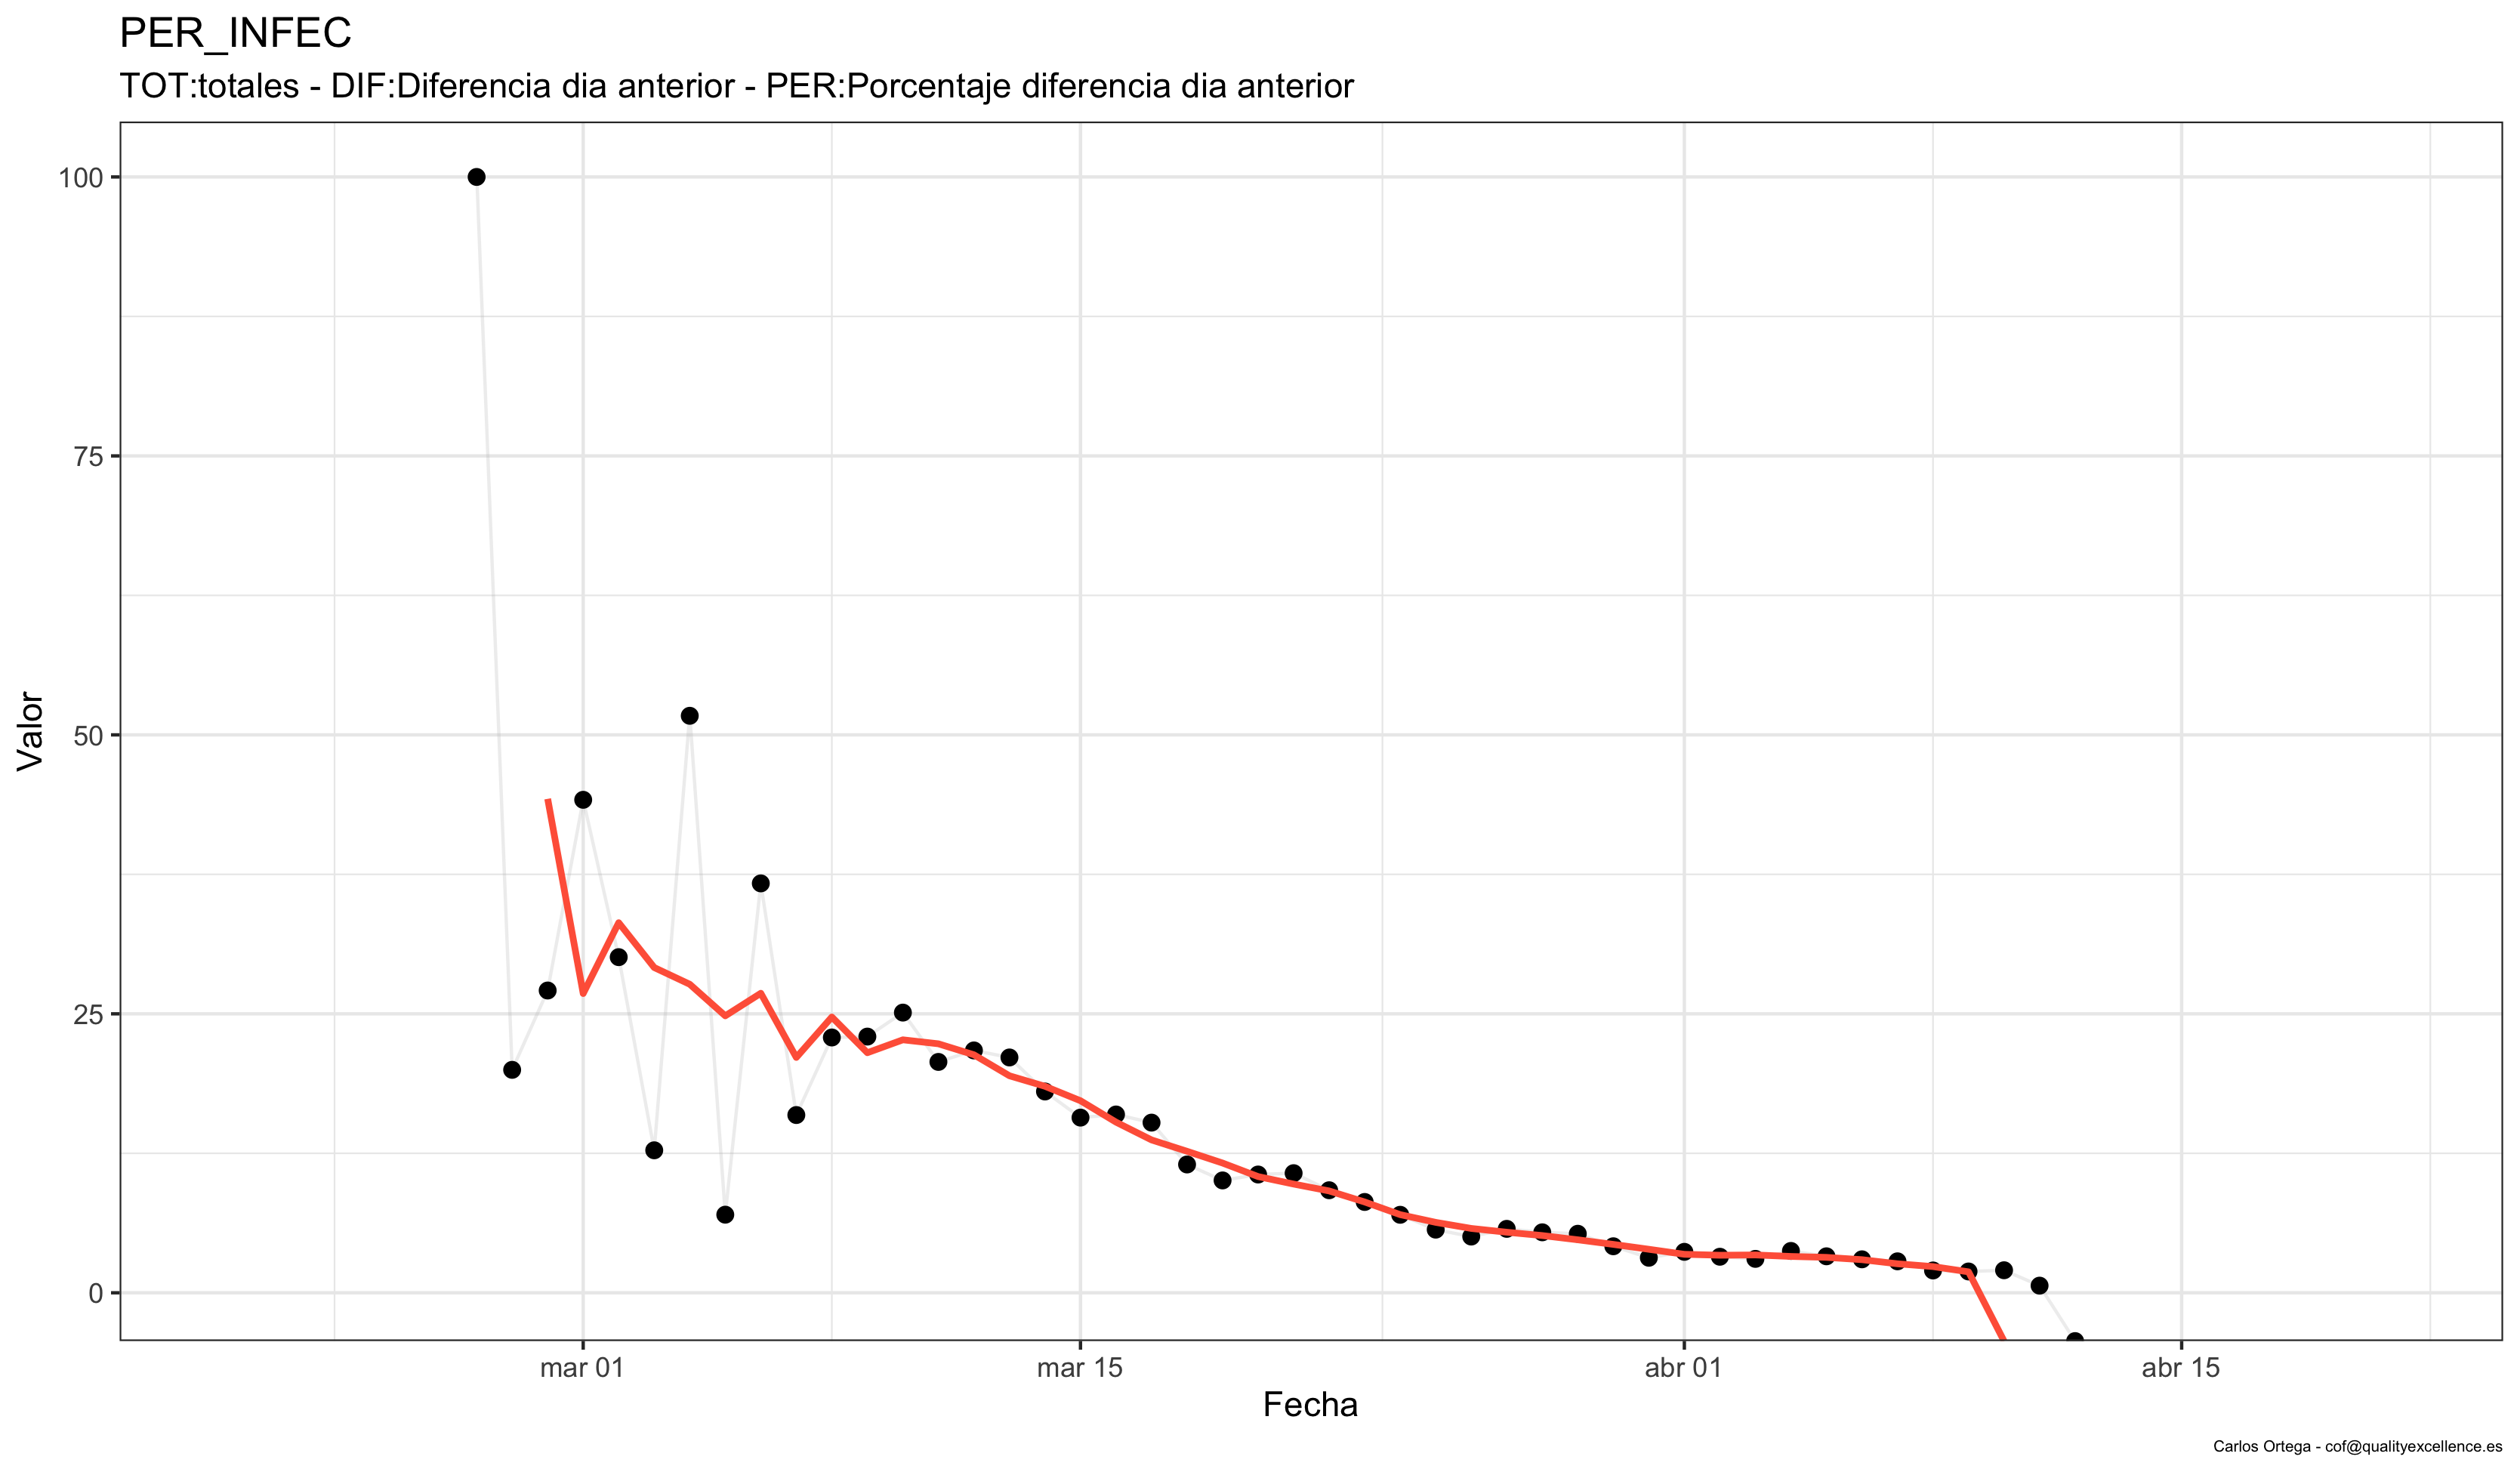 PER_INFEC
TOT:totales - DIF:Diferencia dia anterior - PER:Porcentaje diferencia dia anterior
100
75
50
25
0
Valor
mar 01
mar 15
abr 01
abr 15
Fecha
Carlos Ortega - cof@qualityexcellence.es